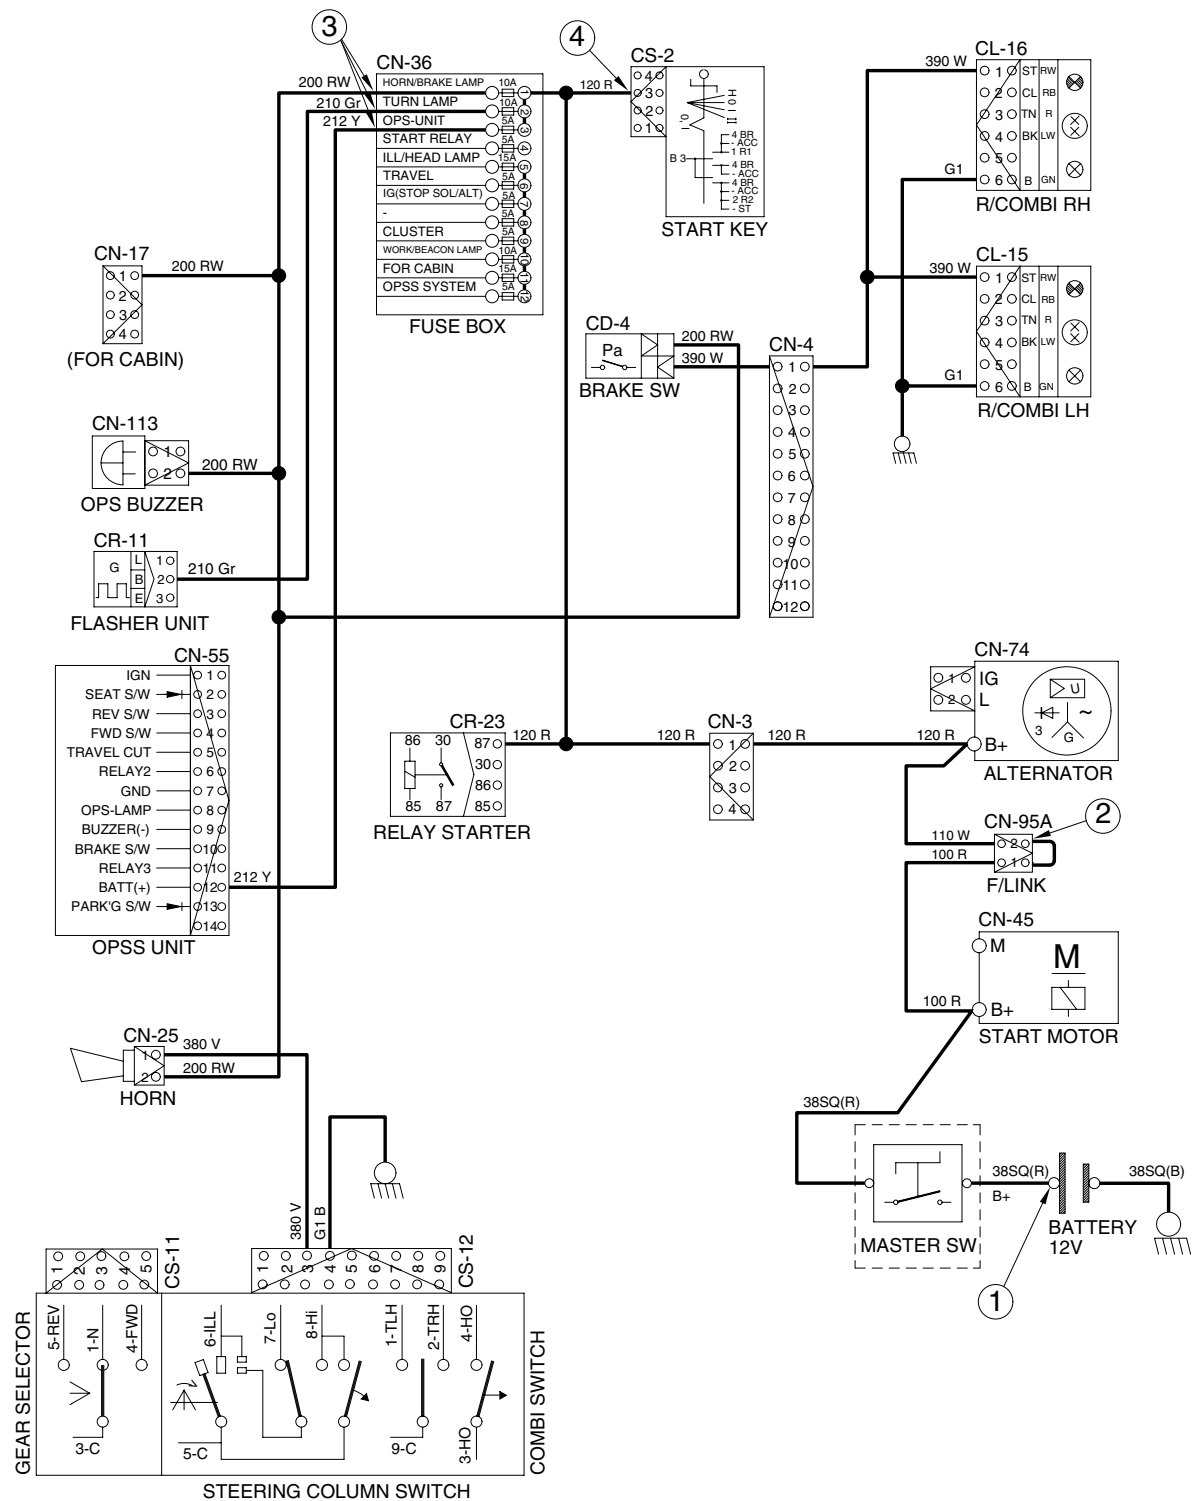 3
4
CN-36
200 RW
HORN/BRAKE LAMP 10A 1
210 Gr
TURN LAMP 10A 2
212 Y
OPS-UNIT 5A 3
START RELAY 5A 4
ILL/HEAD LAMP 15A 5
TRAVEL 5A 6
IG(STOP SOL/ALT) 5A 7
- 5A 8
CLUSTER 5A 9
WORK/BEACON LAMP 10A 10
FOR CABIN 15A 11
OPSS SYSTEM 5A 12
FUSE BOX
120 R
CS-2
4
3
2
1
H O I II
0, I
4 BR
- ACC
1 R1
B 3
4 BR
- ACC
4 BR
- ACC
2 R2
- ST
START KEY
CL-16
390 W
1 ST RW
2 CL RB
3 TN R
4 BK LW
5
G1
6 B GN
R/COMBI RH
CL-15
390 W
1 ST RW
2 CL RB
3 TN R
4 BK LW
5
G1
6 B GN
R/COMBI LH
CN-17
200 RW
1
2
3
4
(FOR CABIN)
CD-4
Pa
200 RW
390 W
BRAKE SW
CN-4
1
2
3
4
5
6
7
8
9
10
11
12
CN-113
1
2
200 RW
OPS BUZZER
CR-11
G
L 1
B 2
E 3
210 Gr
FLASHER UNIT
CN-55
IGN 1
SEAT S/W 2
REV S/W 3
FWD S/W 4
TRAVEL CUT 5
RELAY2 6
GND 7
OPS-LAMP 8
BUZZER(-) 9
BRAKE S/W 10
RELAY3 11
BATT(+) 12
212 Y
PARK'G S/W 13
14
OPSS UNIT
CR-23
86 30
87
30
86
85
85 87
120 R
RELAY STARTER
CN-3
120 R
1
2
3
4
120 R
120 R
CN-74
1 IG
2 L
U
3 G ~
B+
ALTERNATOR
CN-95A
2
110 W
2
100 R
1
F/LINK
CN-45
M
M
100 R
B+
START MOTOR
CN-25
1
2
380 V
200 RW
HORN
38SQ(R)
MASTER SW
38SQ(R)
B+
38SQ(B)
BATTERY
12V
1
380 V
G1 B
CS-11
1 2 3 4 5
CS-12
1 2 3 4 5 6 7 8 9
GEAR SELECTOR
5-REV
1-N
4-FWD
3-C
6-ILL
7-Lo
8-Hi
1-TLH
2-TRH
4-HO
5-C
9-C
3-HO
COMBI SWITCH
STEERING COLUMN SWITCH